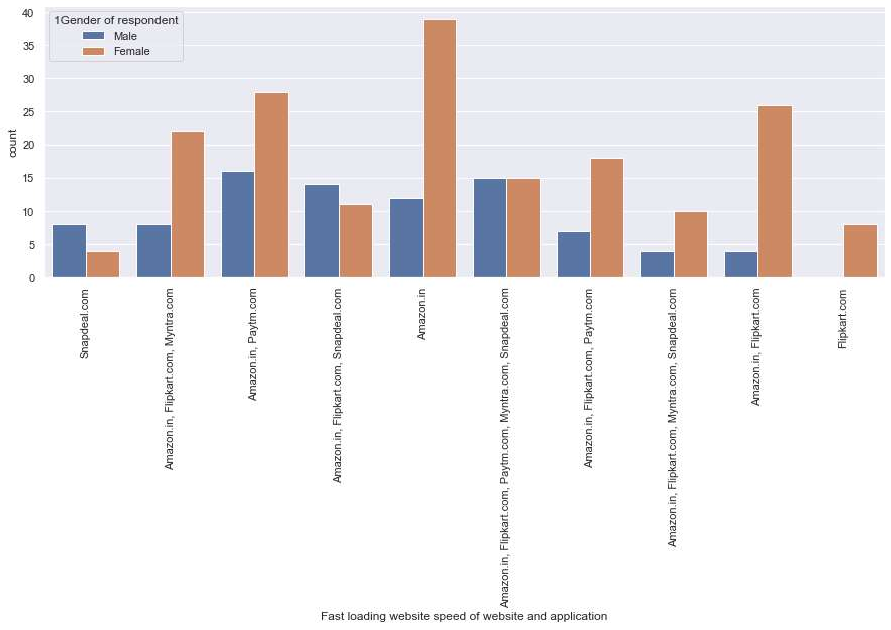 1Gender of respondent
Male
Female
count
40
35
30
25
20
15
10
5
0
Snapdeal.com
Amazon.in, Flipkart.com, Myntra.com
Amazon.in, Paytm.com
Amazon.in, Flipkart.com, Snapdeal.com
Amazon.in
Amazon.in, Flipkart.com, Paytm.com, Myntra.com, Snapdeal.com
Amazon.in, Flipkart.com, Paytm.com
Amazon.in, Flipkart.com, Myntra.com, Snapdeal.com
Amazon.in, Flipkart.com
Flipkart.com
Fast loading website speed of website and application